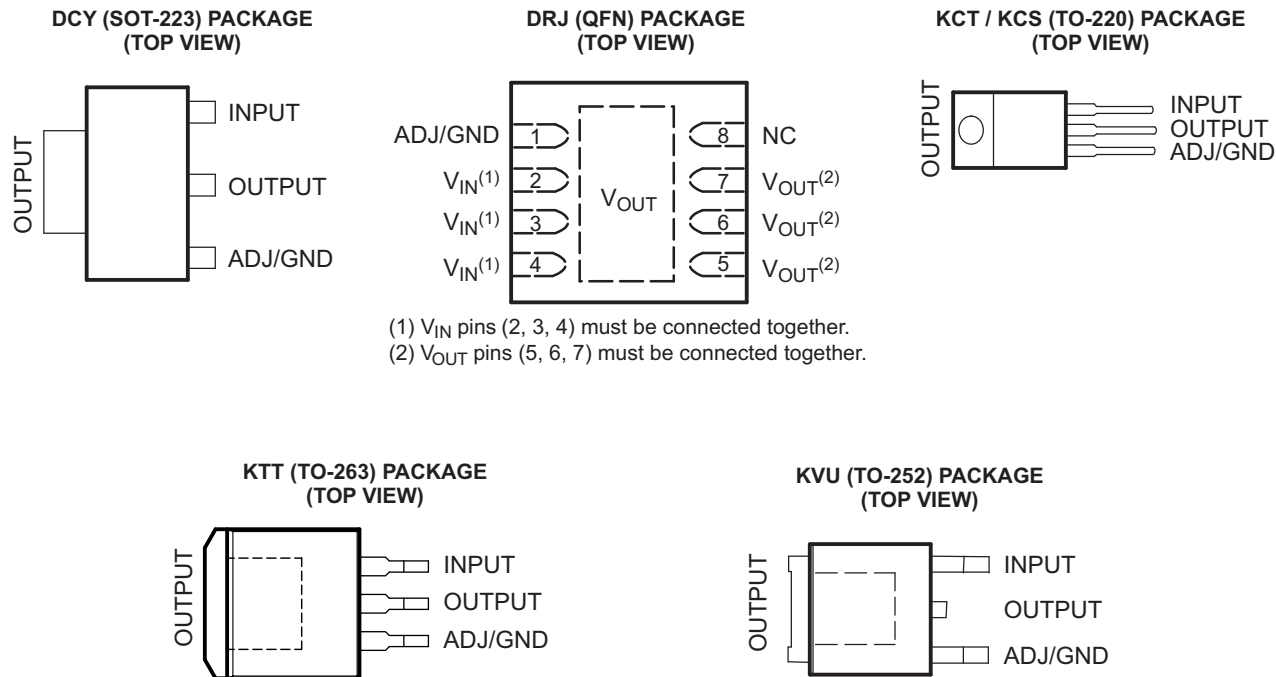 DCY (SOT-223) PACKAGE
(TOP VIEW)
OUTPUT
INPUT
OUTPUT
ADJ/GND
DRJ (QFN) PACKAGE
(TOP VIEW)
ADJ/GND 1
VIN(1) 2
VIN(1) 3
VIN(1) 4
VOUT
8 NC
7 VOUT(2)
6 VOUT(2)
5 VOUT(2)
(1) VIN pins (2, 3, 4) must be connected together.
(2) VOUT pins (5, 6, 7) must be connected together.
KCT / KCS (TO-220) PACKAGE
(TOP VIEW)
OUTPUT
INPUT
OUTPUT
ADJ/GND
KTT (TO-263) PACKAGE
(TOP VIEW)
OUTPUT
INPUT
OUTPUT
ADJ/GND
KVU (TO-252) PACKAGE
(TOP VIEW)
OUTPUT
INPUT
OUTPUT
ADJ/GND